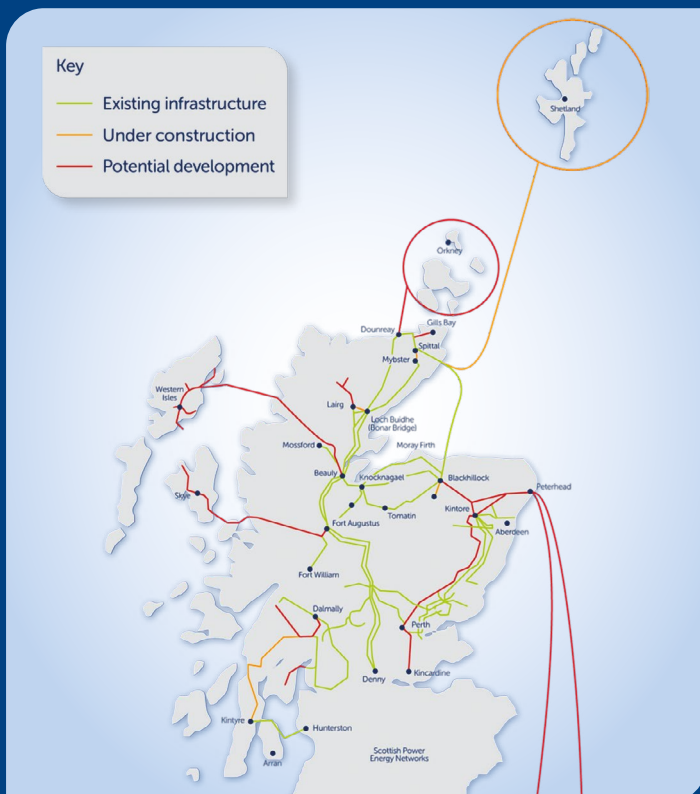 Key
Existing infrastructure
Under construction
Potential development
Shetland
Orkney
Gills Bay
Dounreay
Spittal
Mybster
Western
Isles
Lairg
Loch Buidhe
(Bonar Bridge)
Mossford
Moray Firth
Beauly
Knocknagael
Blackhillock
Peterhead
Skye
Kintore
Tomatin
Fort Augustus
Aberdeen
Fort William
Dalmally
Perth
Denny
Kincardine
Kintyre
Hunterston
Arran
Scottish Power
Energy Networks